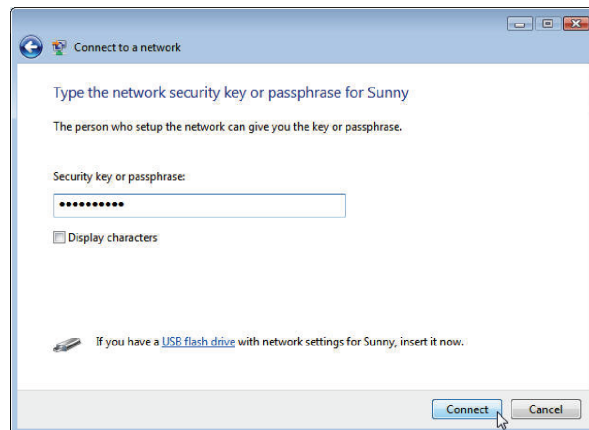 Connect to a network
Type the network security key or passphrase for Sunny
The person who setup the network can give you the key or passphrase.
Security key or passphrase:
••••••••••
Display characters
If you have a USB flash drive with network settings for Sunny, insert it now.
Connect
Cancel